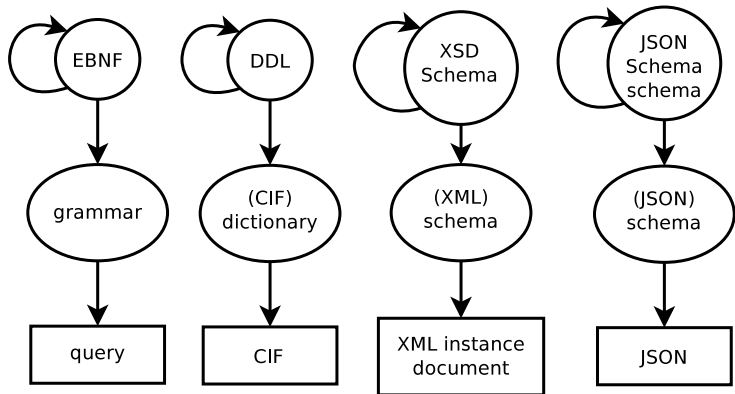 EBNF
DDL
XSD
Schema
JSON
Schema
schema
grammar
(CIF)
dictionary
(XML)
schema
(JSON)
schema
query
CIF
XML instance
document
JSON